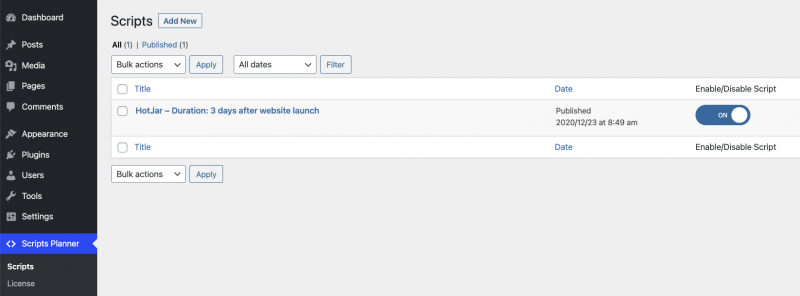 Dashboard
Posts
Media
Pages
Comments
Appearance
Plugins
Users
Tools
Settings
Scripts Planner
Scripts
License
Scripts Add New
All (1) | Published (1)
Bulk actions Apply All dates Filter
Title Date Enable/Disable Script
HotJar – Duration: 3 days after website launch Published ON
2020/12/23 at 8:49 am
Title Date Enable/Disable Script
Bulk actions Apply